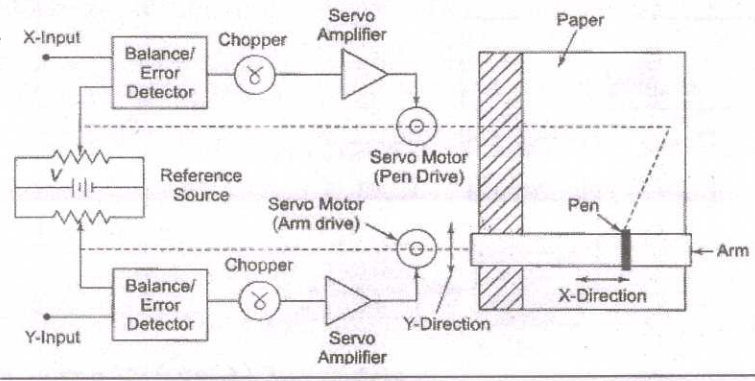 Servo
Amplifier
X-Input
Chopper
Paper
Balance/
Error
Detector
Servo Motor
(Pen Drive)
V
Reference
Source
Servo Motor
(Arm drive)
Pen
Arm
X-Direction
Chopper
Y-Direction
Balance/
Error
Detector
Y-Input
Servo
Amplifier